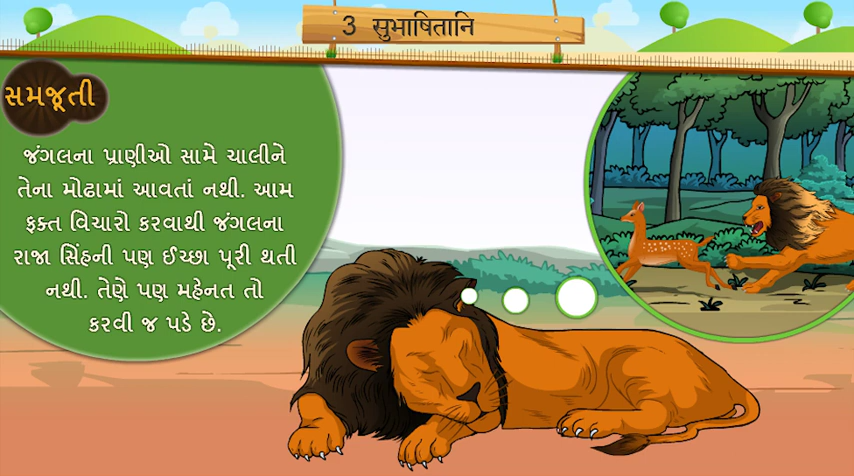 3 सुभाषितानि
સમજૂતી
જંગલના પ્રાણીઓ સામે ચાલીને
તેના મોઢામાં આવતાં નથી. આમ
ફક્ત વિચારો કરવાથી જંગલના
રાજા સિંહની પણ ઈચ્છા પૂરી થતી
નથી. તેણે પણ મહેનત તો
કરવી જ પડે છે.